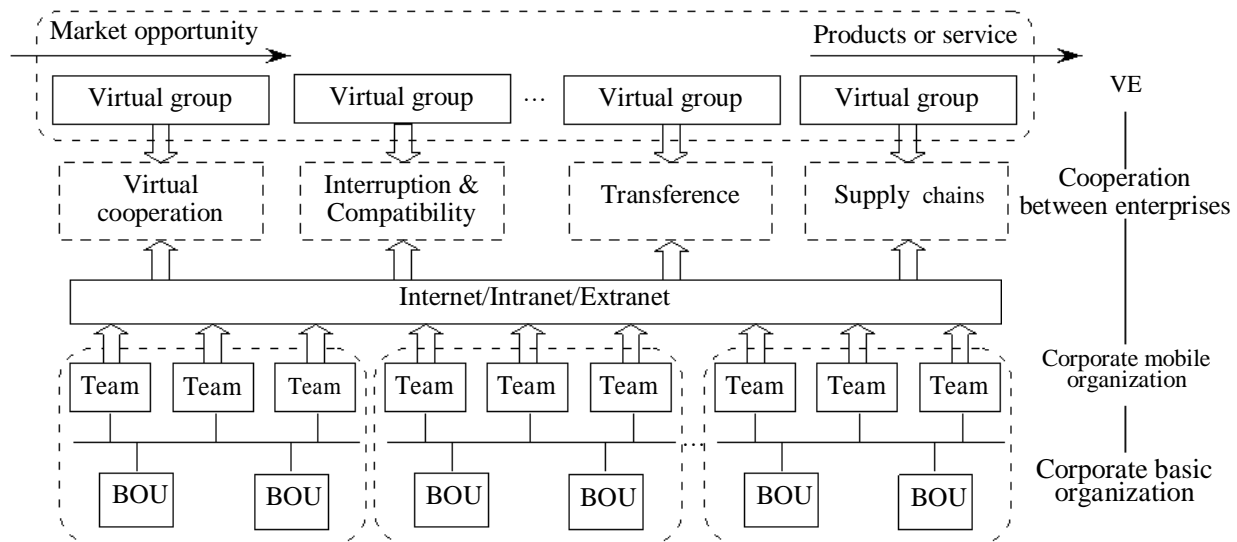 Market opportunity
Products or service
Virtual group
Virtual group
...
Virtual group
Virtual group
VE
Virtual
cooperation
Interruption &
Compatibility
Transference
Supply chains
Cooperation
between enterprises
Internet/Intranet/Extranet
Team
Team
Team
Team
Team
Team
Team
Team
Team
Corporate mobile
organization
...
BOU
BOU
BOU
BOU
BOU
BOU
Corporate basic
organization